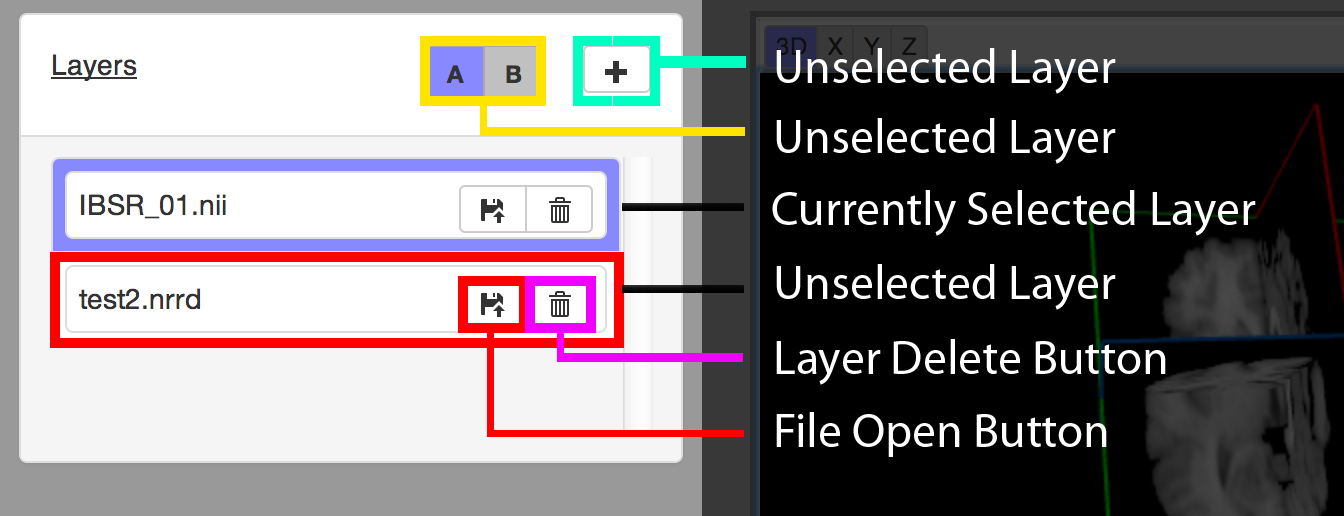 Layers
A B
3D X Y Z
Unselected Layer
Unselected Layer
IBSR_01.nii
Currently Selected Layer
test2.nrrd
Unselected Layer
Layer Delete Button
File Open Button